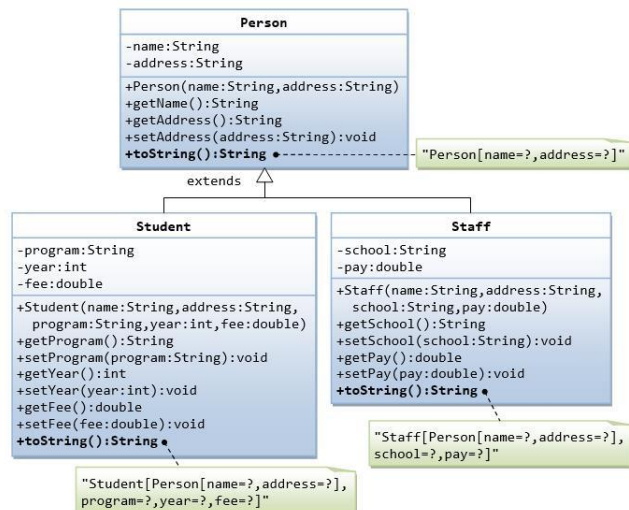 Person
-name:String
-address:String
+Person(name:String,address:String)
+getName():String
+getAddress():String
+setAddress(address:String):void
+toString():String
"Person[name=?,address=?]"
extends
Student
-program:String
-year:int
-fee:double
+Student(name:String,address:String,
program:String,year:int,fee:double)
+getProgram():String
+setProgram(program:String):void
+getYear():int
+setYear(year:int):void
+getFee():double
+setFee(fee:double):void
+toString():String
"Student[Person[name=?,address=?],
program=?,year=?,fee=?]"
Staff
-school:String
-pay:double
+Staff(name:String,address:String,
school:String,pay:double)
+getSchool():String
+setSchool(school:String):void
+getPay():double
+setPay(pay:double):void
+toString():String
"Staff[Person[name=?,address=?],
school=?,pay=?]"